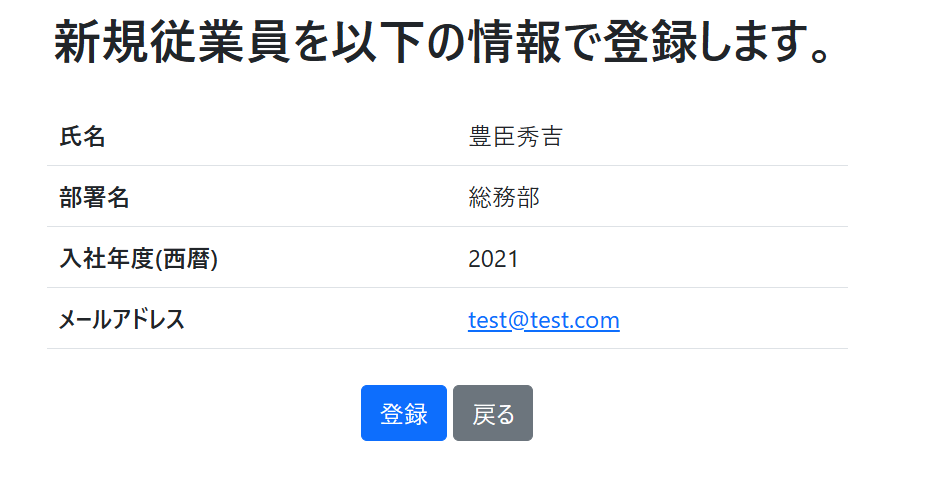 新規従業員を以下の情報で登録します。
氏名 豊臣秀吉
部署名 総務部
入社年度(西暦) 2021
メールアドレス test@test.com
登録 戻る